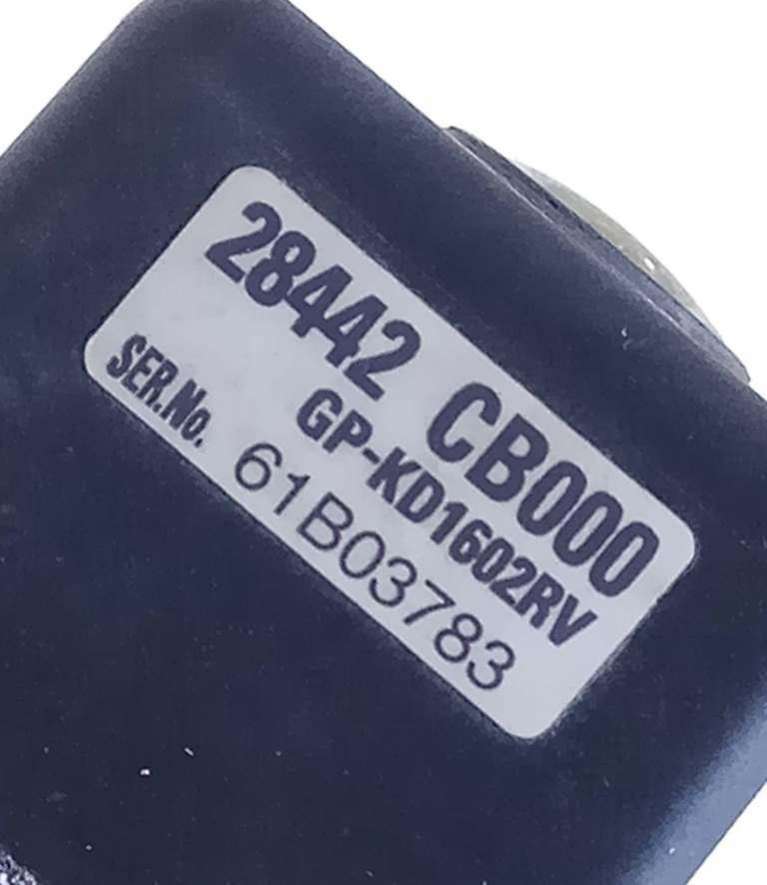 28442 CB000
GP-KD1602RV
SER.No. 61B03783